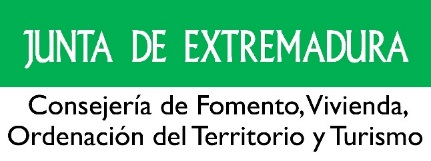 JUNTA DE EXTREMADURA
Consejería de Fomento, Vivienda,
Ordenación del Territorio y Turismo